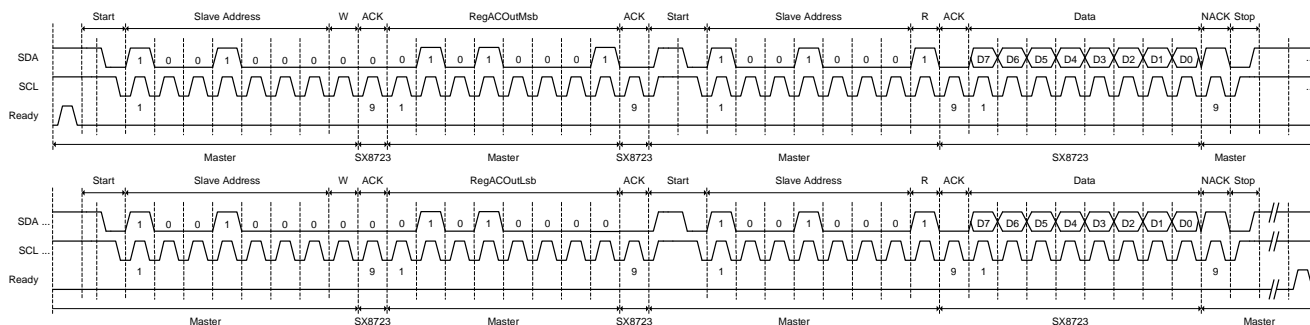 Start Slave Address W ACK RegACOutMsb ACK Start Slave Address R ACK Data NACK Stop
SDA 1 0 0 1 0 0 0 0 0 0 1 0 1 0 0 0 1 1 0 0 1 0 0 0 1 D7 D6 D5 D4 D3 D2 D1 D0
SCL
1 9 1 9 1 9 1 9
Ready
Master SX8723 Master SX8723 Master SX8723 Master
Start Slave Address W ACK RegACOutLsb ACK Start Slave Address R ACK Data NACK Stop
SDA ... 1 0 0 1 0 0 0 0 0 0 1 0 1 0 0 0 0 1 0 0 1 0 0 0 1 D7 D6 D5 D4 D3 D2 D1 D0
SCL ...
1 9 1 9 1 9 1 9
Ready
Master SX8723 Master SX8723 Master SX8723 Master